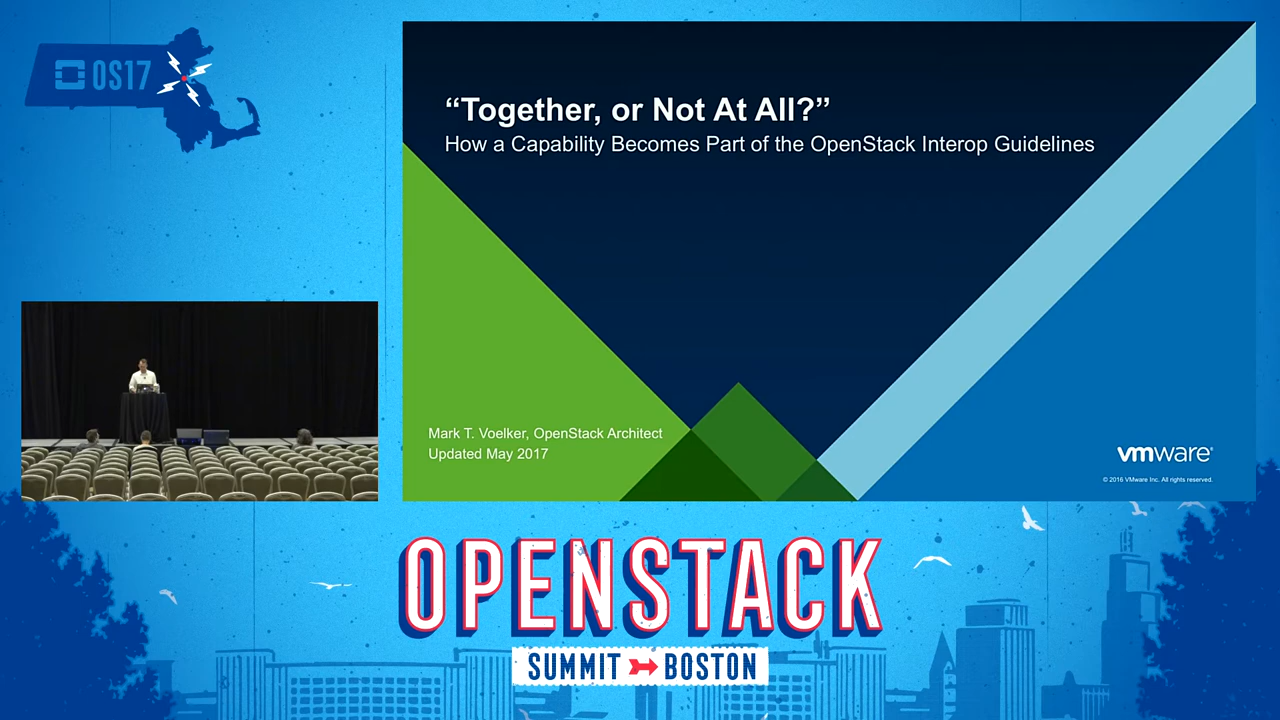 OS17
“Together, or Not At All?”
How a Capability Becomes Part of the OpenStack Interop Guidelines
Mark T. Voelker, OpenStack Architect
Updated May 2017
vmware®
© 2016 VMware Inc. All rights reserved.
OPENSTACK
SUMMIT BOSTON